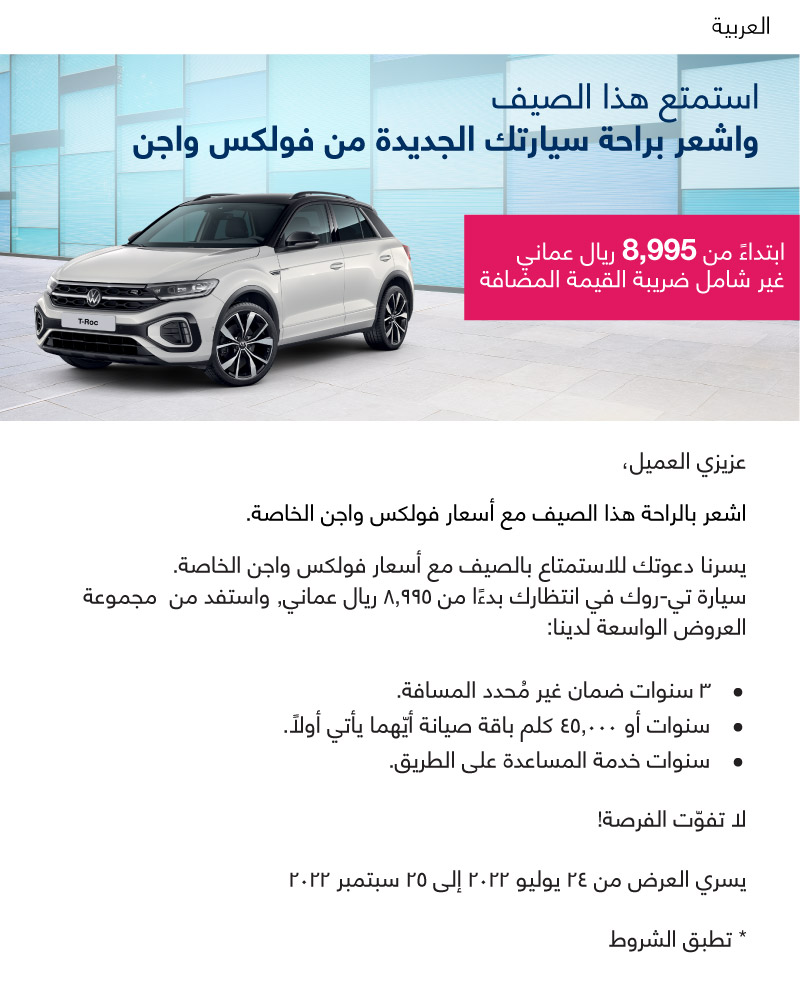 العربية
استمتع هذا الصيف
واشعر براحة سيارتك الجديدة من فولكس واجن
ابتداءً من 8,995 ريال عماني
غير شامل ضريبة القيمة المضافة
T-Roc
عزيزي العميل،
اشعر بالراحة هذا الصيف مع أسعار فولكس واجن الخاصة.
يسرنا دعوتك للاستمتاع بالصيف مع أسعار فولكس واجن الخاصة.
سيارة تي-روك في انتظارك بدءًا من ٨,٩٩٥ ريال عماني, واستفد من مجموعة
العروض الواسعة لدينا:
• ٣ سنوات ضمان غير مُحدد المسافة.
• سنوات أو ٤٥,٠٠٠ كلم باقة صيانة أيّهما يأتي أولاً.
• سنوات خدمة المساعدة على الطريق.
لا تفوّت الفرصة!
يسري العرض من ٢٤ يوليو ٢٠٢٢ إلى ٢٥ سبتمبر ٢٠٢٢
* تطبق الشروط